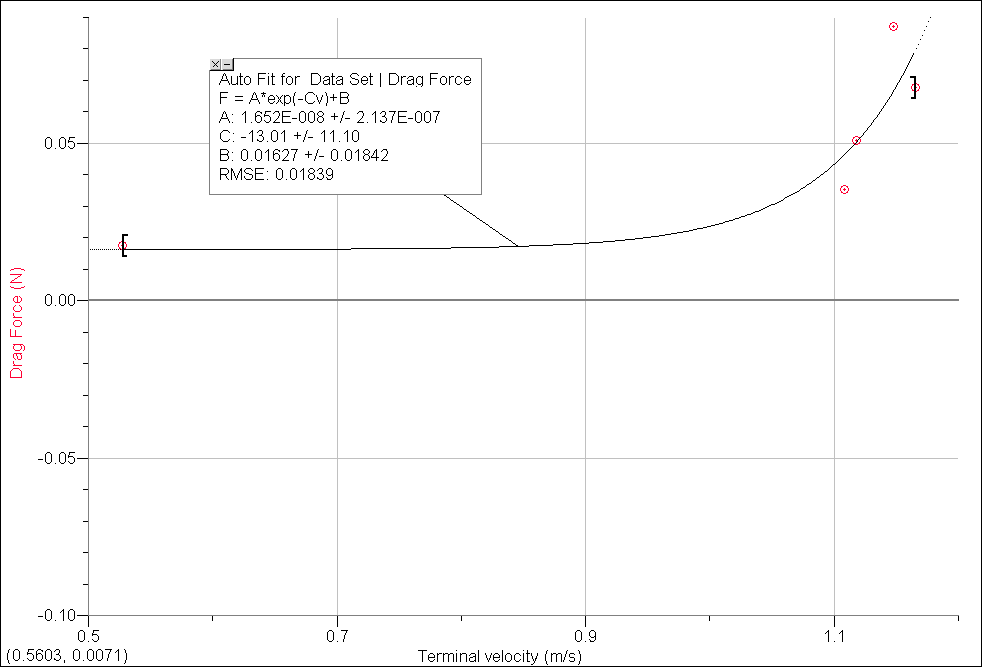 Auto Fit for  Data Set | Drag Force
F = A*exp(-Cv)+B
A: 1.652E-008 +/- 2.137E-007
C: -13.01 +/- 11.10
B: 0.01627 +/- 0.01842
RMSE: 0.01839
0.05
0.00
-0.05
-0.10
Drag Force (N)
0.5 0.7 0.9 1.1
(0.5603, 0.0071)
Terminal velocity (m/s)